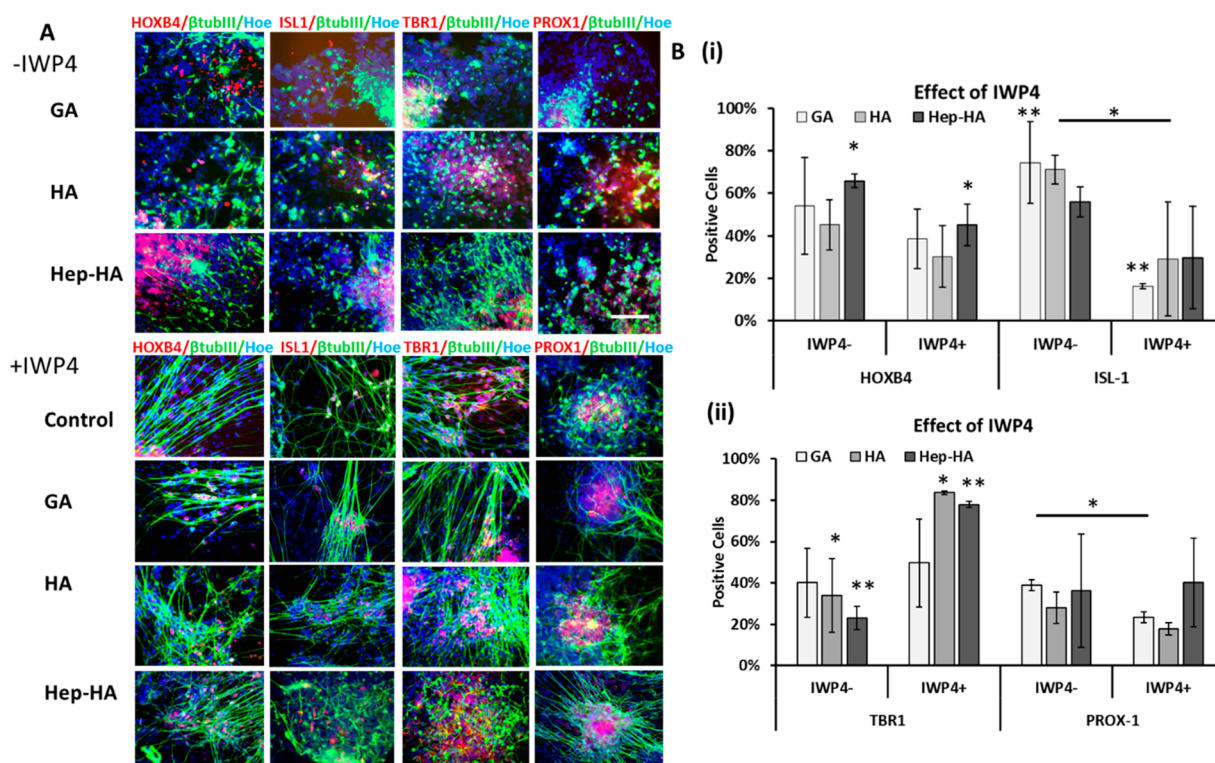 A
HOXB4/βtubIII/Hoe ISL1/βtubIII/Hoe TBR1/βtubIII/Hoe PROX1/βtubIII/Hoe
-IWP4
GA
HA
Hep-HA
HOXB4/βtubIII/Hoe ISL1/βtubIII/Hoe TBR1/βtubIII/Hoe PROX1/βtubIII/Hoe
+IWP4
Control
GA
HA
Hep-HA
B (i)
Effect of IWP4
GA HA Hep-HA
Positive Cells
100%
80%
60%
40%
20%
0%
* * ** * **
IWP4- IWP4+ IWP4- IWP4+
HOXB4 ISL-1
(ii)
Effect of IWP4
GA HA Hep-HA
Positive Cells
100%
80%
60%
40%
20%
0%
* ** * ** *
IWP4- IWP4+ IWP4- IWP4+
TBR1 PROX-1